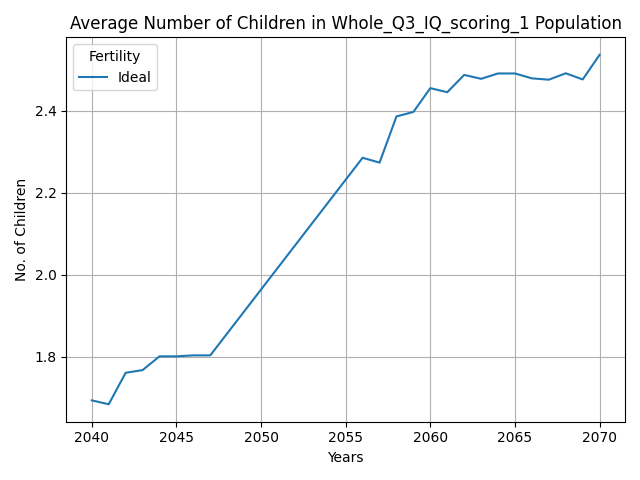 Average Number of Children in Whole_Q3_IQ_scoring_1 Population
Fertility
Ideal
No. of Children
2.4
2.2
2.0
1.8
2040 2045 2050 2055 2060 2065 2070
Years